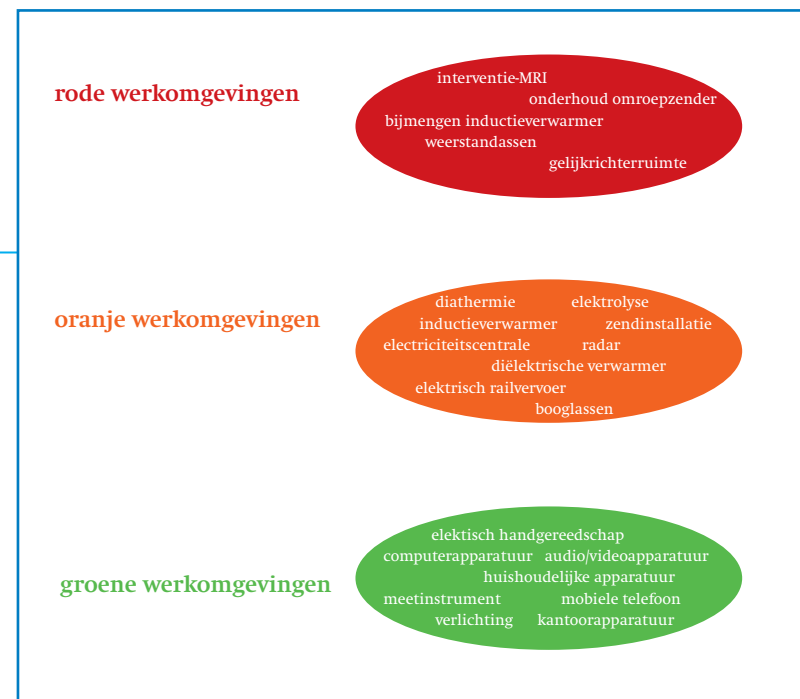 rode werkomgevingen
interventie-MRI
onderhoud omroepzender
bijmengen inductieverwarmer
weerstandassen
gelijkrichterruimte
oranje werkomgevingen
diathermie elektrolyse
inductieverwarmer zendinstallatie
electriciteitscentrale radar
diëlektrische verwarmer
elektrisch railvervoer
booglassen
groene werkomgevingen
elektisch handgereedschap
computerapparatuur audio/videoapparatuur
huishoudelijke apparatuur
meetinstrument mobiele telefoon
verlichting kantoorapparatuur